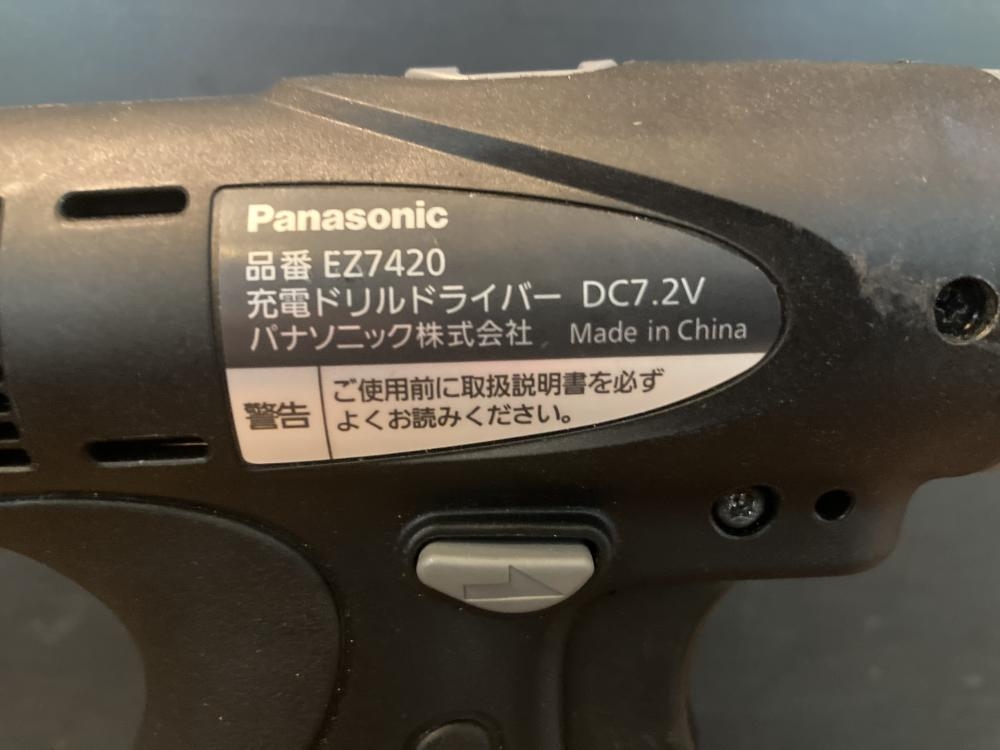 Panasonic
品番 EZ7420
充電ドリルドライバー DC7.2V
パナソニック株式会社 Made in China
警告
ご使用前に取扱説明書を必ず
よくお読みください。